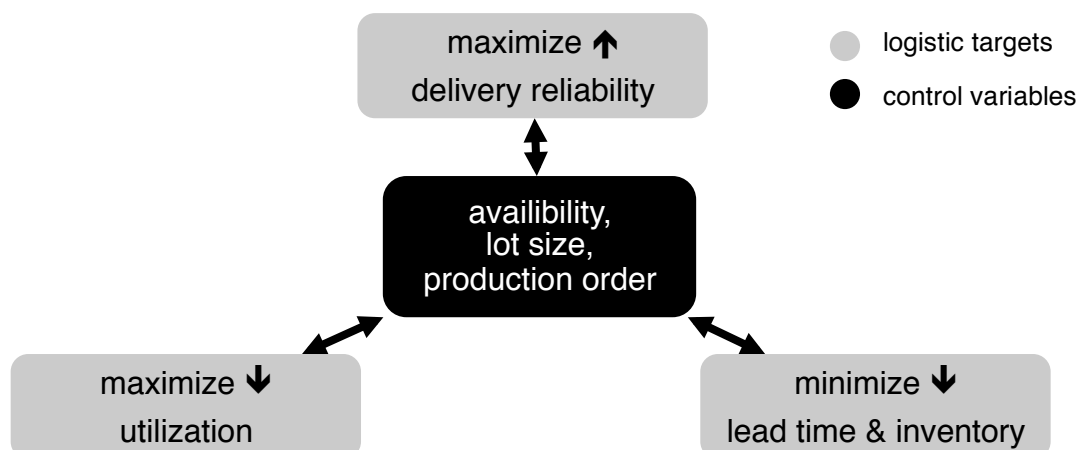 maximize ↑
delivery reliability
logistic targets
control variables
availibility,
lot size,
production order
maximize ↓
utilization
minimize ↓
lead time & inventory